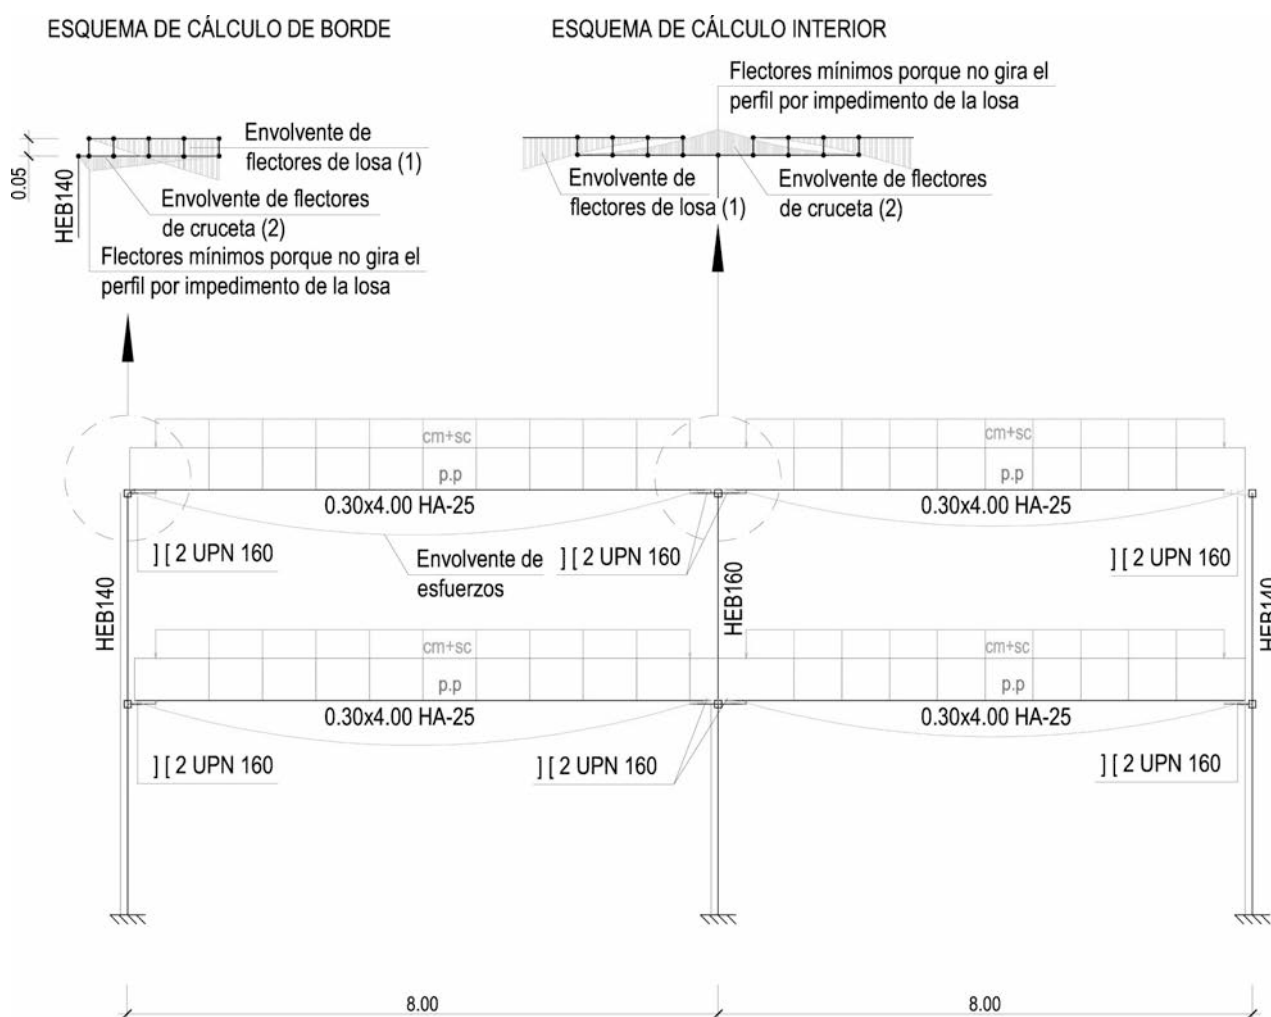 ESQUEMA DE CÁLCULO DE BORDE
ESQUEMA DE CÁLCULO INTERIOR
Flectores mínimos porque no gira el
perfil por impedimento de la losa
Envolvente de
flectores de losa (1)
0.05
HEB140
Envolvente de flectores
de cruceta (2)
Flectores mínimos porque no gira el
perfil por impedimento de la losa
Envolvente de
flectores de losa (1)
Envolvente de flectores
de cruceta (2)
cm+sc
p.p
0.30x4.00 HA-25
cm+sc
p.p
0.30x4.00 HA-25
] [ 2 UPN 160
Envolvente de
esfuerzos
] [ 2 UPN 160
] [ 2 UPN 160
HEB140
HEB160
HEB140
cm+sc
p.p
0.30x4.00 HA-25
cm+sc
p.p
0.30x4.00 HA-25
] [ 2 UPN 160
] [ 2 UPN 160
] [ 2 UPN 160
8.00
8.00